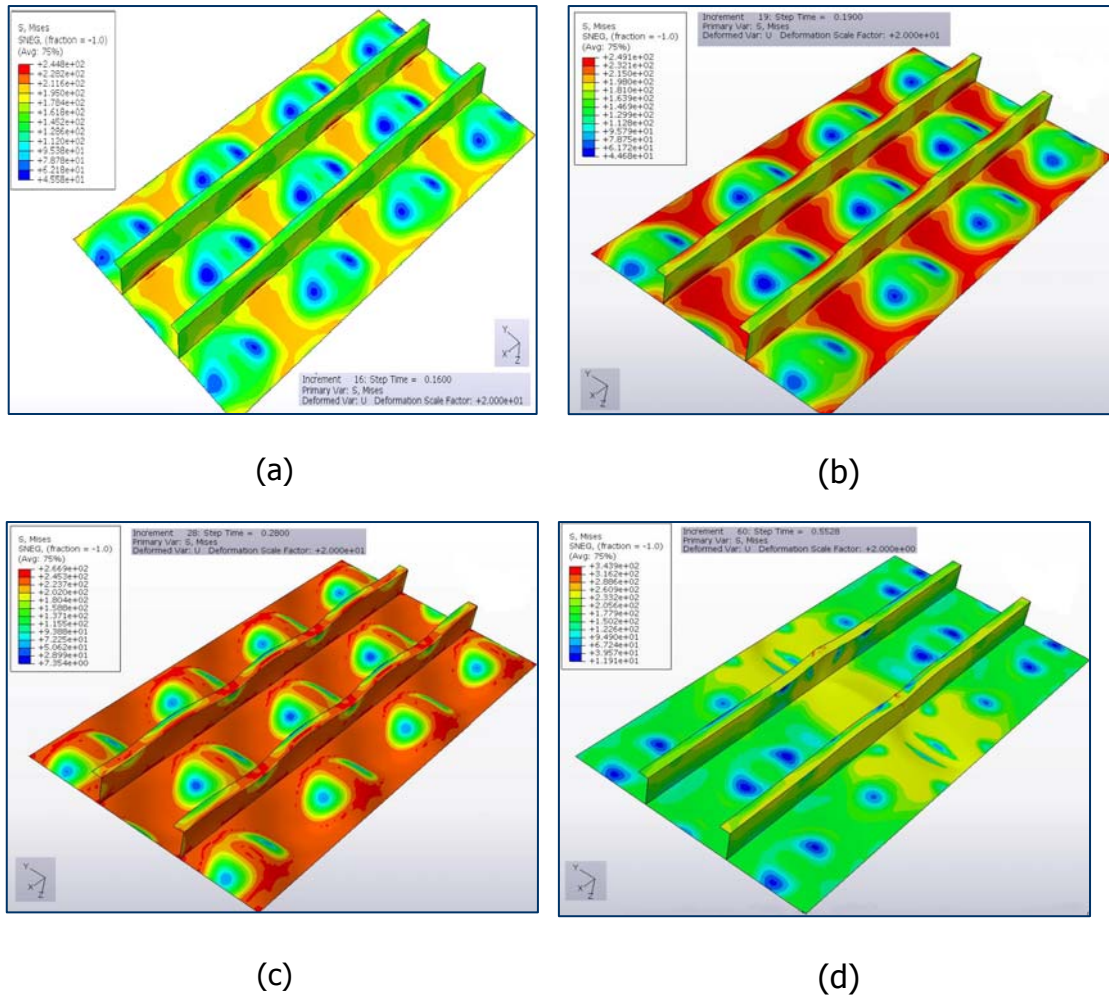 S, Mises
SNEG, (fraction = -1.0)
(Avg: 75%)
+2.448e+02
+2.282e+02
+2.116e+02
+1.950e+02
+1.784e+02
+1.618e+02
+1.452e+02
+1.286e+02
+1.120e+02
+9.538e+01
+7.878e+01
+6.218e+01
+4.558e+01
Y
X
Z
Increment 16: Step Time = 0.1600
Primary Var: S, Mises
Deformed Var: U Deformation Scale Factor: +2.000e+01
(a)
Increment 19: Step Time = 0.1900
Primary Var: S, Mises
Deformed Var: U Deformation Scale Factor: +2.000e+01
S, Mises
SNEG, (fraction = -1.0)
(Avg: 75%)
+2.491e+02
+2.321e+02
+2.150e+02
+1.980e+02
+1.810e+02
+1.639e+02
+1.469e+02
+1.299e+02
+1.128e+02
+9.579e+01
+7.875e+01
+6.172e+01
+4.468e+01
Y
X
Z
(b)
Increment 28: Step Time = 0.2800
Primary Var: S, Mises
Deformed Var: U Deformation Scale Factor: +2.000e+01
S, Mises
SNEG, (fraction = -1.0)
(Avg: 75%)
+2.669e+02
+2.453e+02
+2.237e+02
+2.020e+02
+1.804e+02
+1.588e+02
+1.371e+02
+1.155e+02
+9.388e+01
+7.225e+01
+5.062e+01
+2.899e+01
+7.354e+00
Y
X
Z
(c)
Increment 60: Step Time = 0.5528
Primary Var: S, Mises
Deformed Var: U Deformation Scale Factor: +2.000e+00
S, Mises
SNEG, (fraction = -1.0)
(Avg: 75%)
+3.439e+02
+3.162e+02
+2.886e+02
+2.609e+02
+2.332e+02
+2.056e+02
+1.779e+02
+1.502e+02
+1.226e+02
+9.490e+01
+6.724e+01
+3.957e+01
+1.191e+01
Y
X
Z
(d)